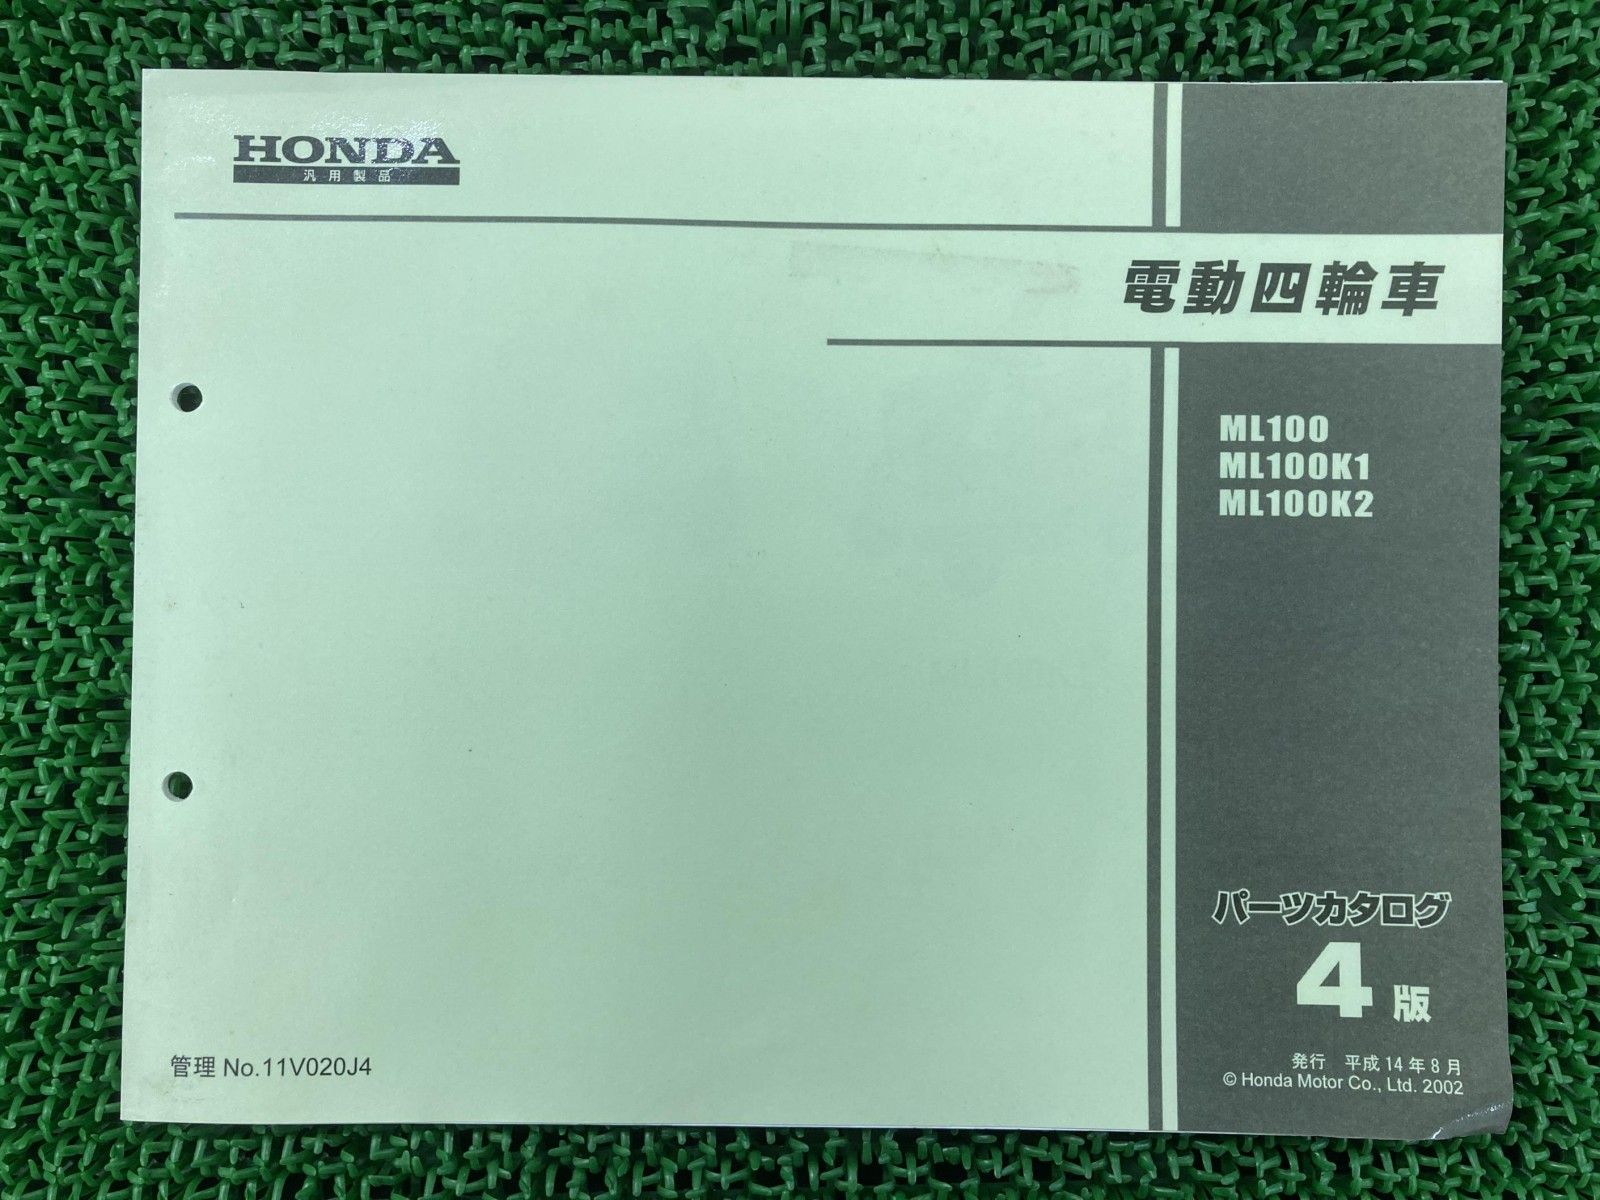 HONDA
汎用製品
電動四輪車
ML100
ML100K1
ML100K2
パーツカタログ
4版
発行 平成14年8月
© Honda Motor Co., Ltd. 2002
管理 No.11V020J4